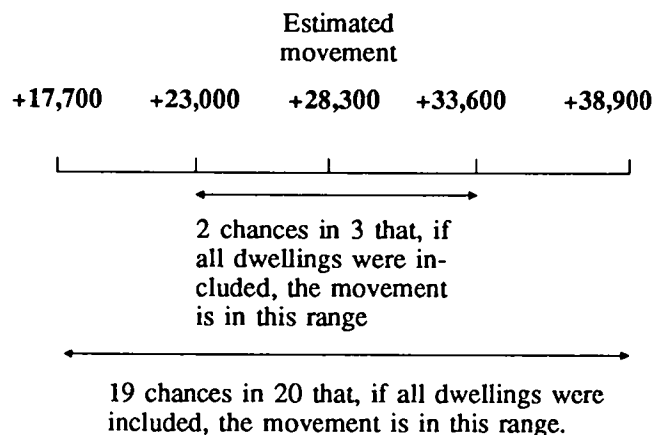 Estimated
movement
+17,700 +23,000 +28,300 +33,600 +38,900
2 chances in 3 that, if
all dwellings were in-
cluded, the movement
is in this range
19 chances in 20 that, if all dwellings were
included, the movement is in this range.